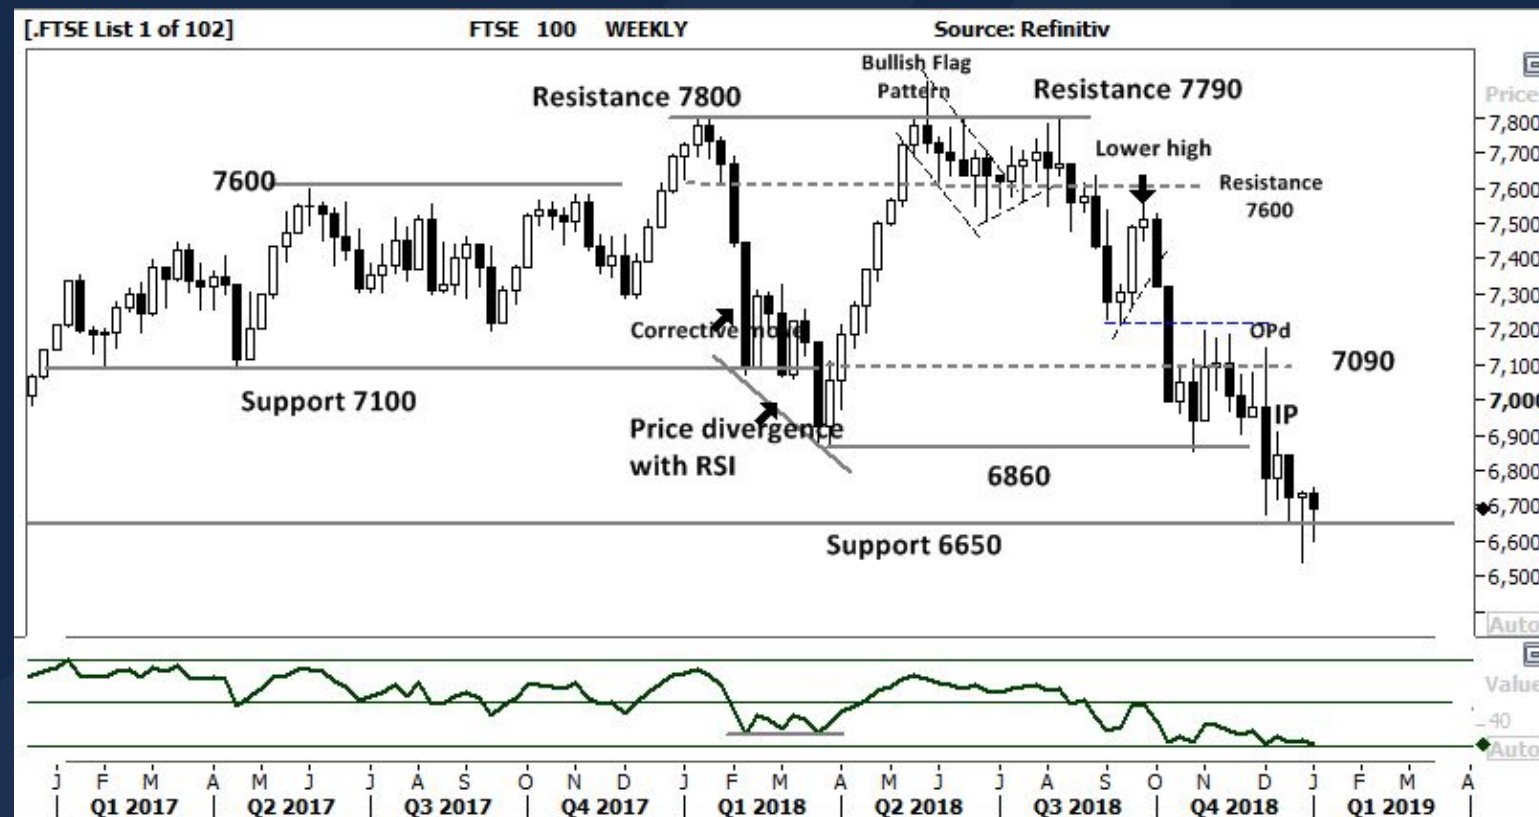 [.FTSE List 1 of 102] FTSE 100 WEEKLY Source: Refinitiv
Bullish Flag
Pattern
Resistance 7800
Resistance 7790
Price
7,800
7,700
7,600
7,500
7,400
7,300
7,200
7,100
7,000
6,900
6,800
6,700
6,600
6,500
Auto
Lower high
7600
Resistance
7600
Corrective move
OPd
7090
Support 7100
Price divergence
with RSI
IP
6860
Support 6650
Value
40
Auto
J F M A M J J A S O N D J F M A M J J A S O N D J F M A
Q1 2017 Q2 2017 Q3 2017 Q4 2017 Q1 2018 Q2 2018 Q3 2018 Q4 2018 Q1 2019